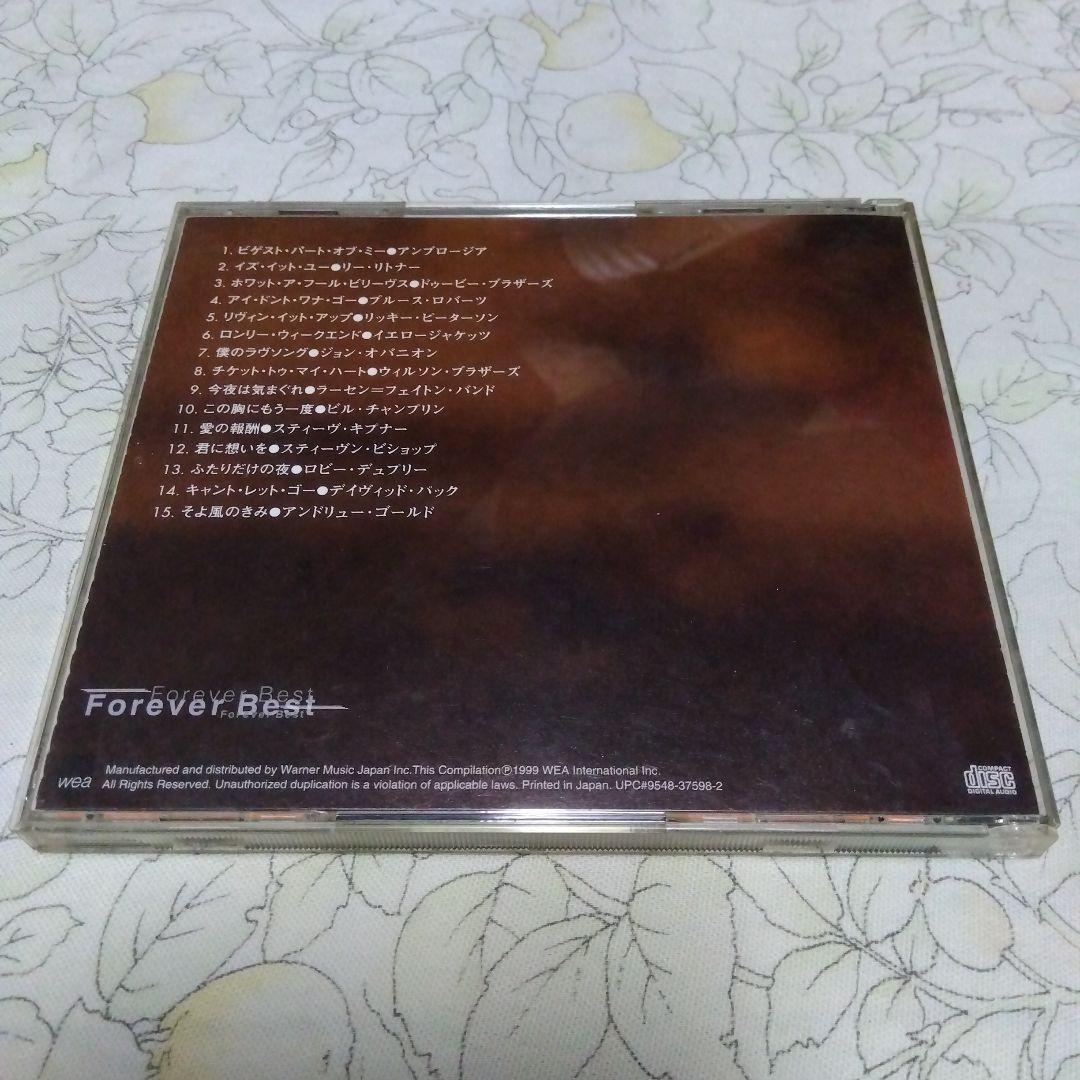 1. ビゲスト・パート・オブ・ミー●アンブロージア
2. イズ・イット・ユー●リー・リトナー
3. ホワット・ア・フール・ビリーヴス●ドゥービー・ブラザーズ
4. アイ・ドント・ワナ・ゴー●ブルース・ロバーツ
5. リヴィン・イット・アップ●リッキー・ピーターソン
6. ロンリー・ウィークエンド●イエロージャケッツ
7. 僕のラヴソング●ジョン・オバニオン
8. チケット・トゥ・マイ・ハート●ウィルソン・ブラザーズ
9. 今夜は気まぐれ●ラーセン＝フェイトン・バンド
10. この胸にもう一度●ビル・チャンプリン
11. 愛の報酬●スティーヴ・キプナー
12. 君に想いを●スティーヴン・ビショップ
13. ふたりだけの夜●ロビー・デュプリー
14. キャント・レット・ゴー●デイヴィッド・パック
15. そよ風のきみ●アンドリュー・ゴールド
Forever Best
Forever Best
Forever Best
wea
Manufactured and distributed by Warner Music Japan Inc.This Compilation℗1999 WEA International Inc.
All Rights Reserved. Unauthorized duplication is a violation of applicable laws. Printed in Japan. UPC#9548-37598-2
COMPACT
disc
DIGITAL AUDIO